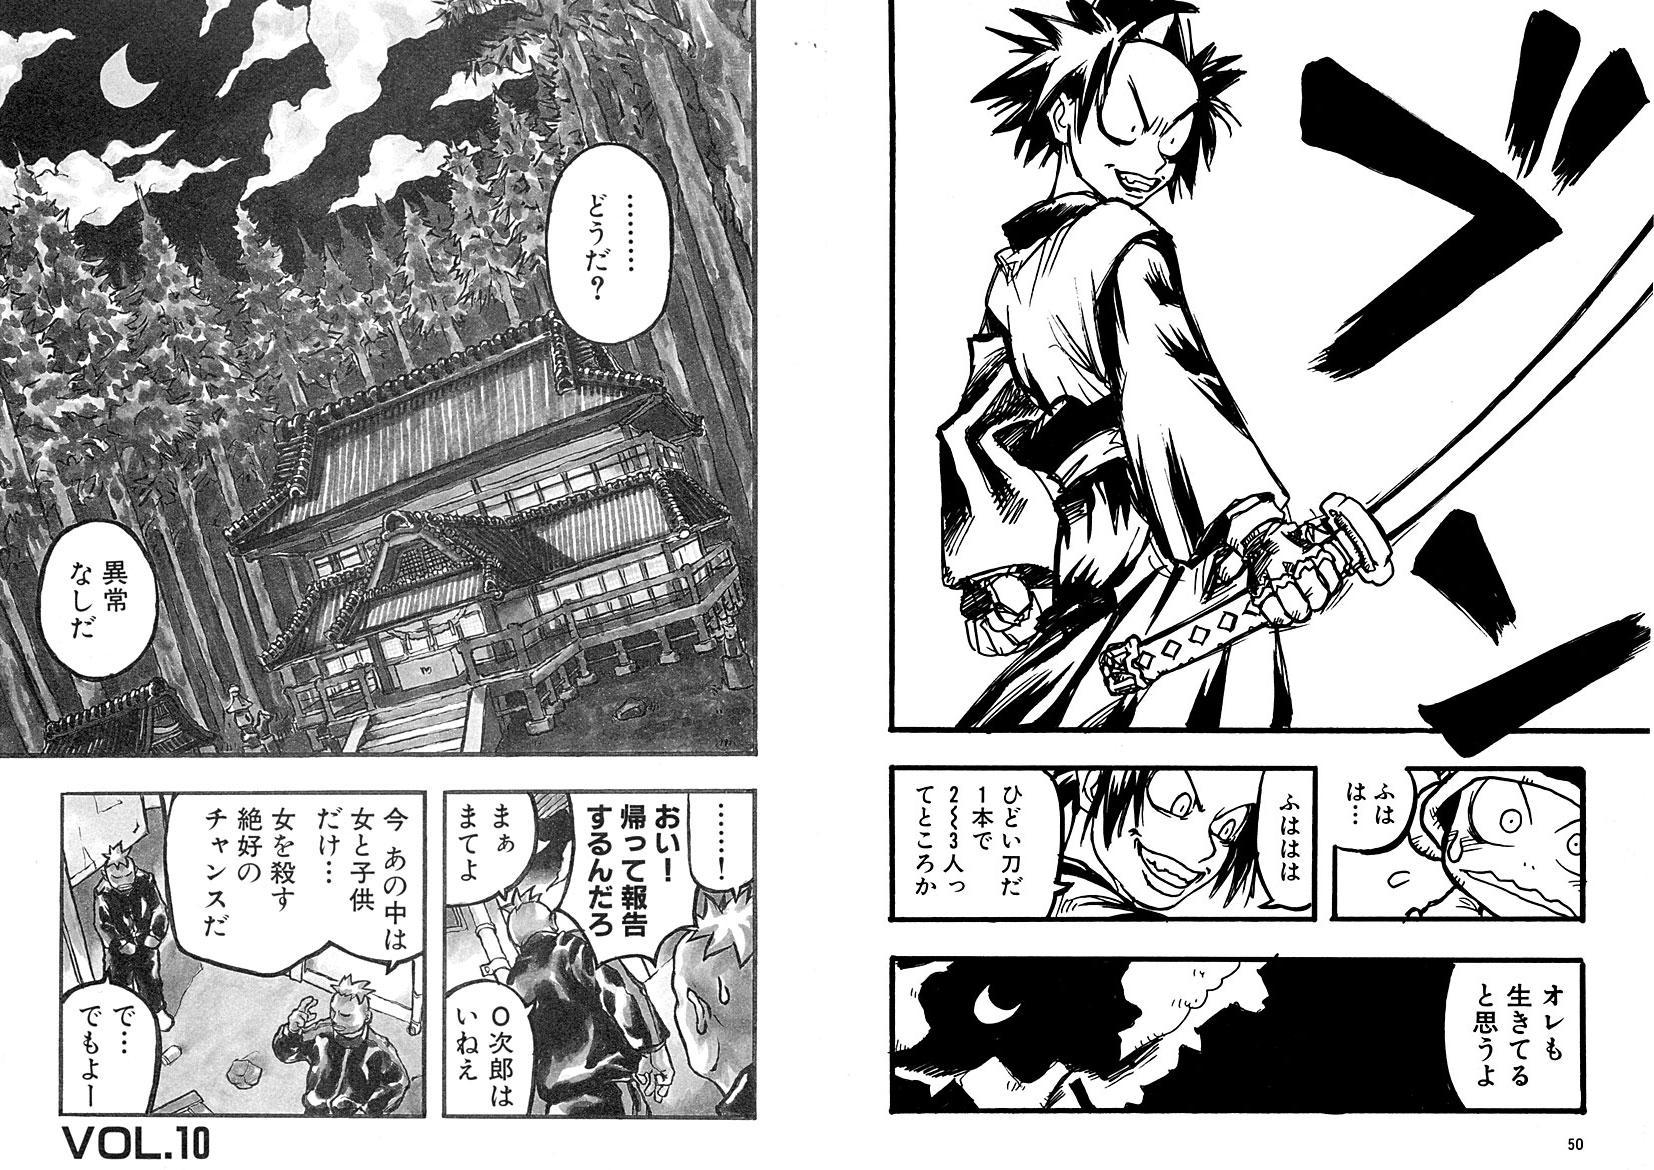 ふは
は…
ふははは
ひどい刀だ
1本で
2〜3人っ
てところか
オレも
生きてる
と思うよ
50
………
どうだ？
異常
なしだ
……！
おい！
帰って報告
するんだろ
まぁ
まてよ
O次郎は
いねえ
今 あの中は
女と子供
だけ…
女を殺す
絶好の
チャンスだ
で…
でもよー
VOL.10